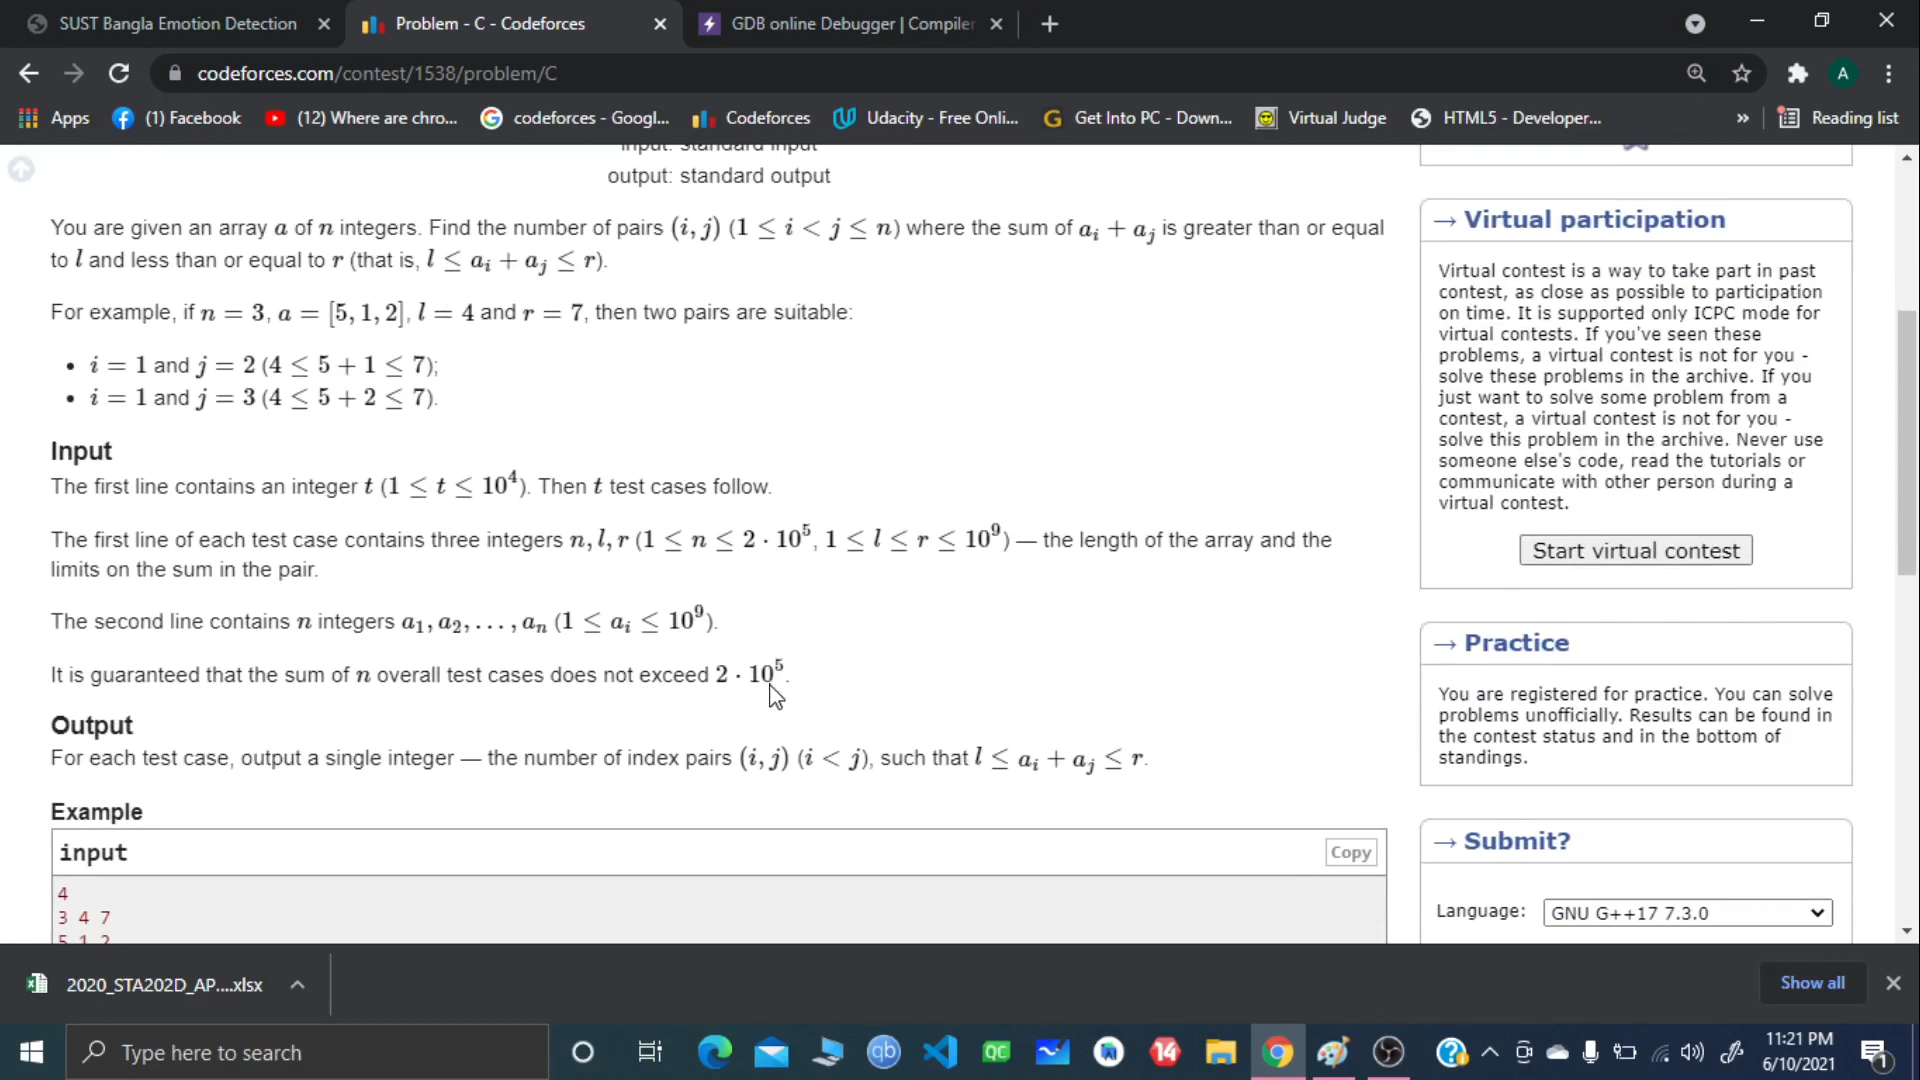 SUST Bangla Emotion Detection
Problem - C - Codeforces
GDB online Debugger | Compiler
codeforces.com/contest/1538/problem/C
A
Apps
(1) Facebook
(12) Where are chro...
codeforces - Googl...
Codeforces
Udacity - Free Onli...
Get Into PC - Down...
Virtual Judge
HTML5 - Developer...
»
Reading list
input: standard input
output: standard output
You are given an array a of n integers. Find the number of pairs (i, j) (1 ≤ i < j ≤ n) where the sum of a_i + a_j is greater than or equal
to l and less than or equal to r (that is, l ≤ a_i + a_j ≤ r).
For example, if n = 3, a = [5, 1, 2], l = 4 and r = 7, then two pairs are suitable:
• i = 1 and j = 2 (4 ≤ 5 + 1 ≤ 7);
• i = 1 and j = 3 (4 ≤ 5 + 2 ≤ 7).
Input
The first line contains an integer t (1 ≤ t ≤ 10^4). Then t test cases follow.
The first line of each test case contains three integers n, l, r (1 ≤ n ≤ 2 · 10^5, 1 ≤ l ≤ r ≤ 10^9) — the length of the array and the
limits on the sum in the pair.
The second line contains n integers a_1, a_2, ..., a_n (1 ≤ a_i ≤ 10^9).
It is guaranteed that the sum of n overall test cases does not exceed 2 · 10^5.
Output
For each test case, output a single integer — the number of index pairs (i, j) (i < j), such that l ≤ a_i + a_j ≤ r.
Example
input
Copy
4
3 4 7
5 1 2
→ Virtual participation
Virtual contest is a way to take part in past
contest, as close as possible to participation
on time. It is supported only ICPC mode for
virtual contests. If you've seen these
problems, a virtual contest is not for you -
solve these problems in the archive. If you
just want to solve some problem from a
contest, a virtual contest is not for you -
solve this problem in the archive. Never use
someone else's code, read the tutorials or
communicate with other person during a
virtual contest.
Start virtual contest
→ Practice
You are registered for practice. You can solve
problems unofficially. Results can be found in
the contest status and in the bottom of
standings.
→ Submit?
Language:
GNU G++17 7.3.0
2020_STA202D_AP....xlsx
Show all
Type here to search
qb
QC
14
11:21 PM
6/10/2021
1